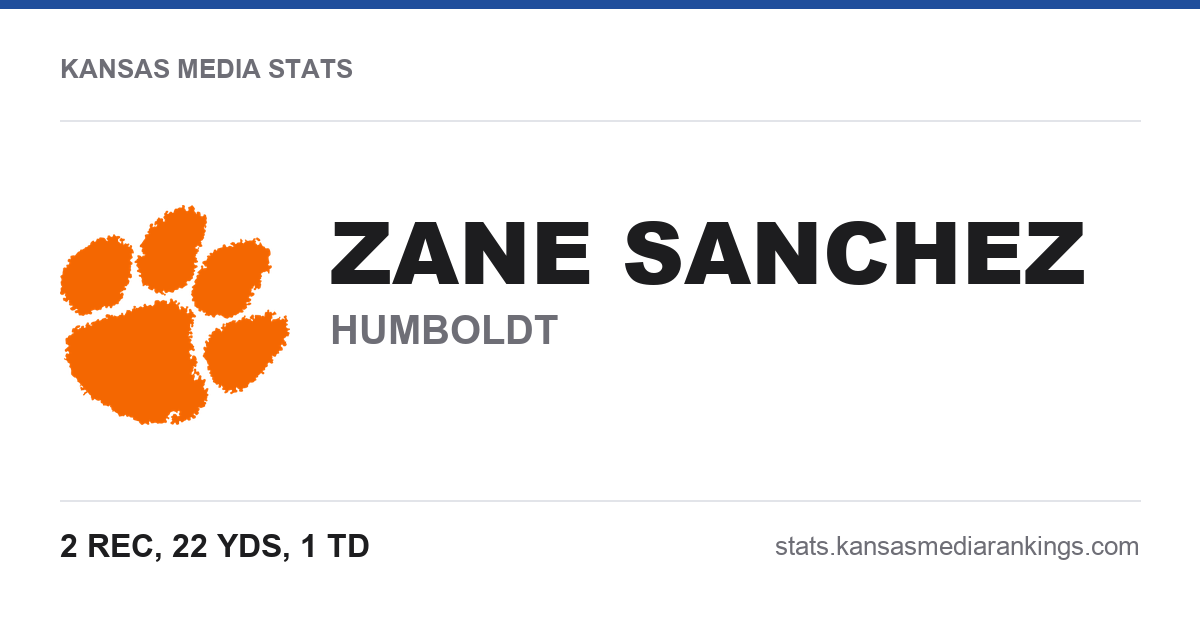 KANSAS MEDIA STATS
ZANE SANCHEZ
HUMBOLDT
2 REC, 22 YDS, 1 TD
stats.kansasmediarankings.com